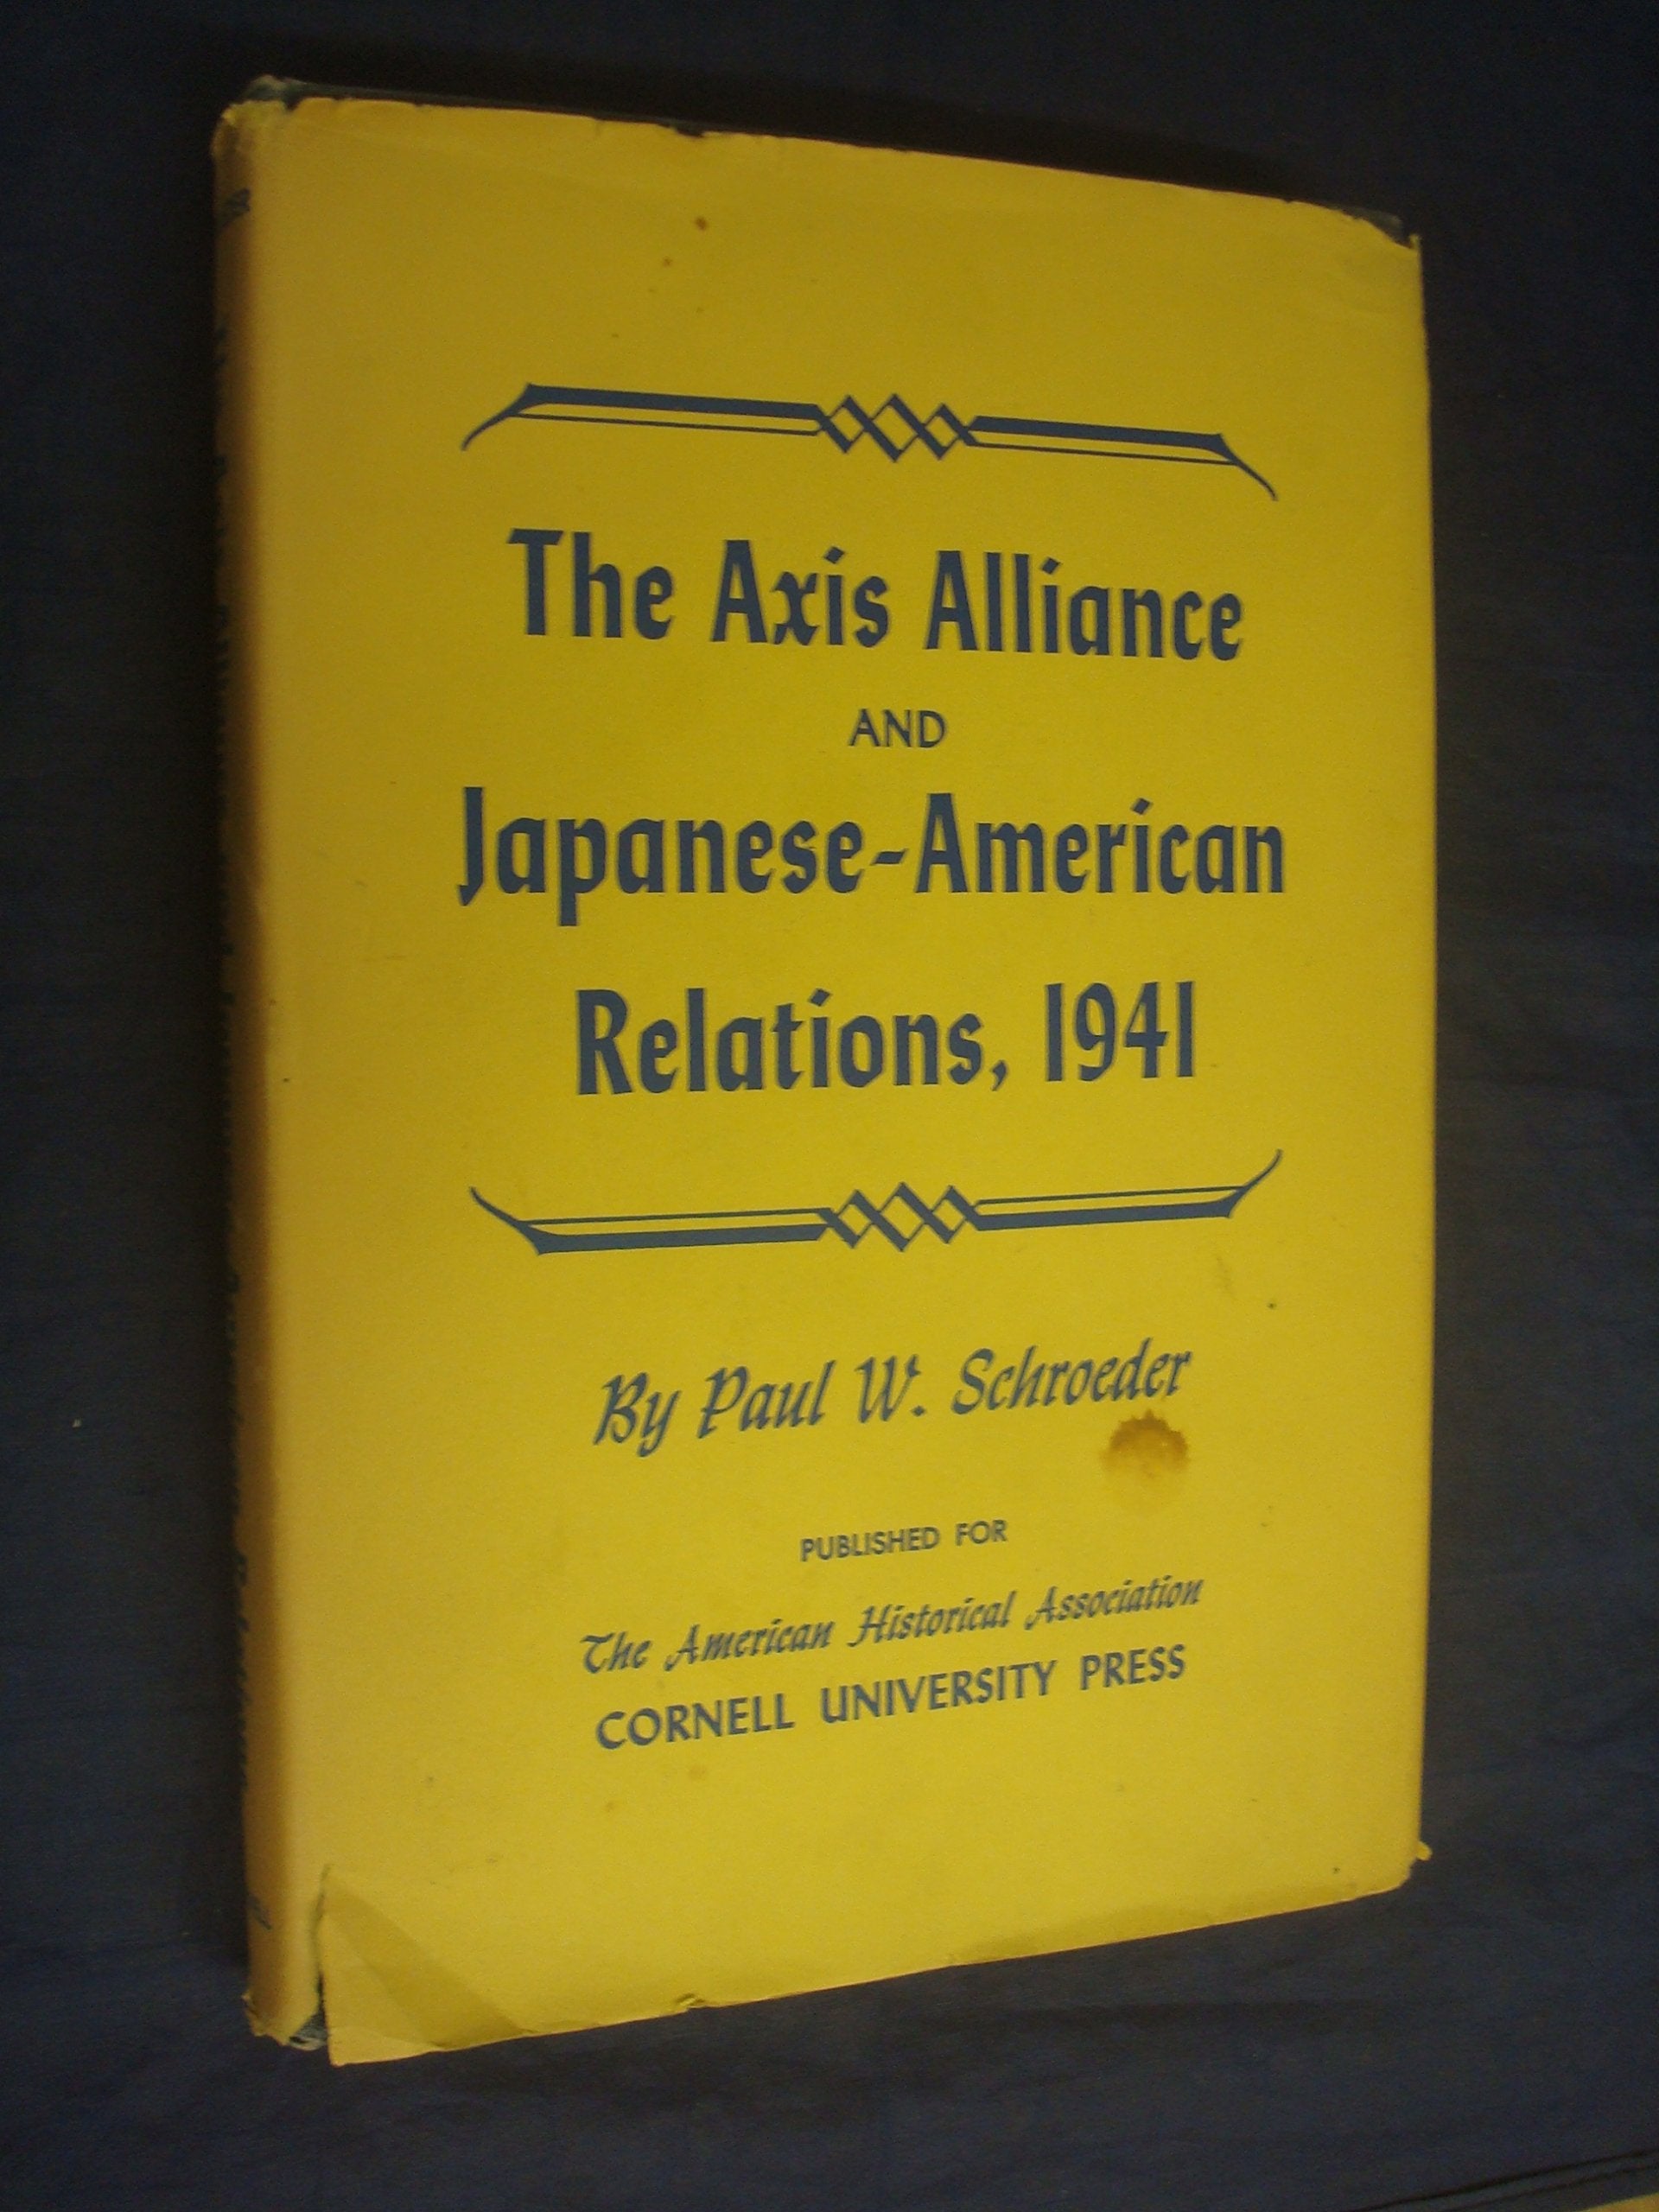 The Axis Alliance
AND
Japanese-American
Relations, 1941
By Paul W. Schroeder
PUBLISHED FOR
The American Historical Association
CORNELL UNIVERSITY PRESS